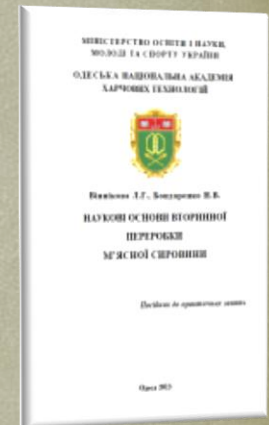 МІНІСТЕРСТВО ОСВІТИ І НАУКИ,
МОЛОДІ ТА СПОРТУ УКРАЇНИ
ОДЕСЬКА НАЦІОНАЛЬНА АКАДЕМІЯ
ХАРЧОВИХ ТЕХНОЛОГІЙ
Віннікова Л.Г., Бондаренко
НАУКОВІ ОСНОВИ ВТОРИННОЇ
ПЕРЕРОБКИ
М'ЯСНОЇ СИРОВИНИ
Посібник до практичних занять